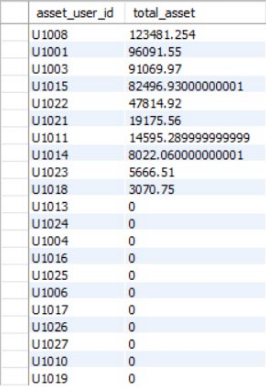 asset_user_id total_asset
U1008 123481.254
U1001 96091.55
U1003 91069.97
U1015 82496.93000000001
U1022 47814.92
U1021 19175.56
U1011 14595.289999999999
U1014 8022.060000000001
U1023 5666.51
U1018 3070.75
U1013 0
U1024 0
U1004 0
U1016 0
U1025 0
U1006 0
U1017 0
U1026 0
U1027 0
U1010 0
U1019 0